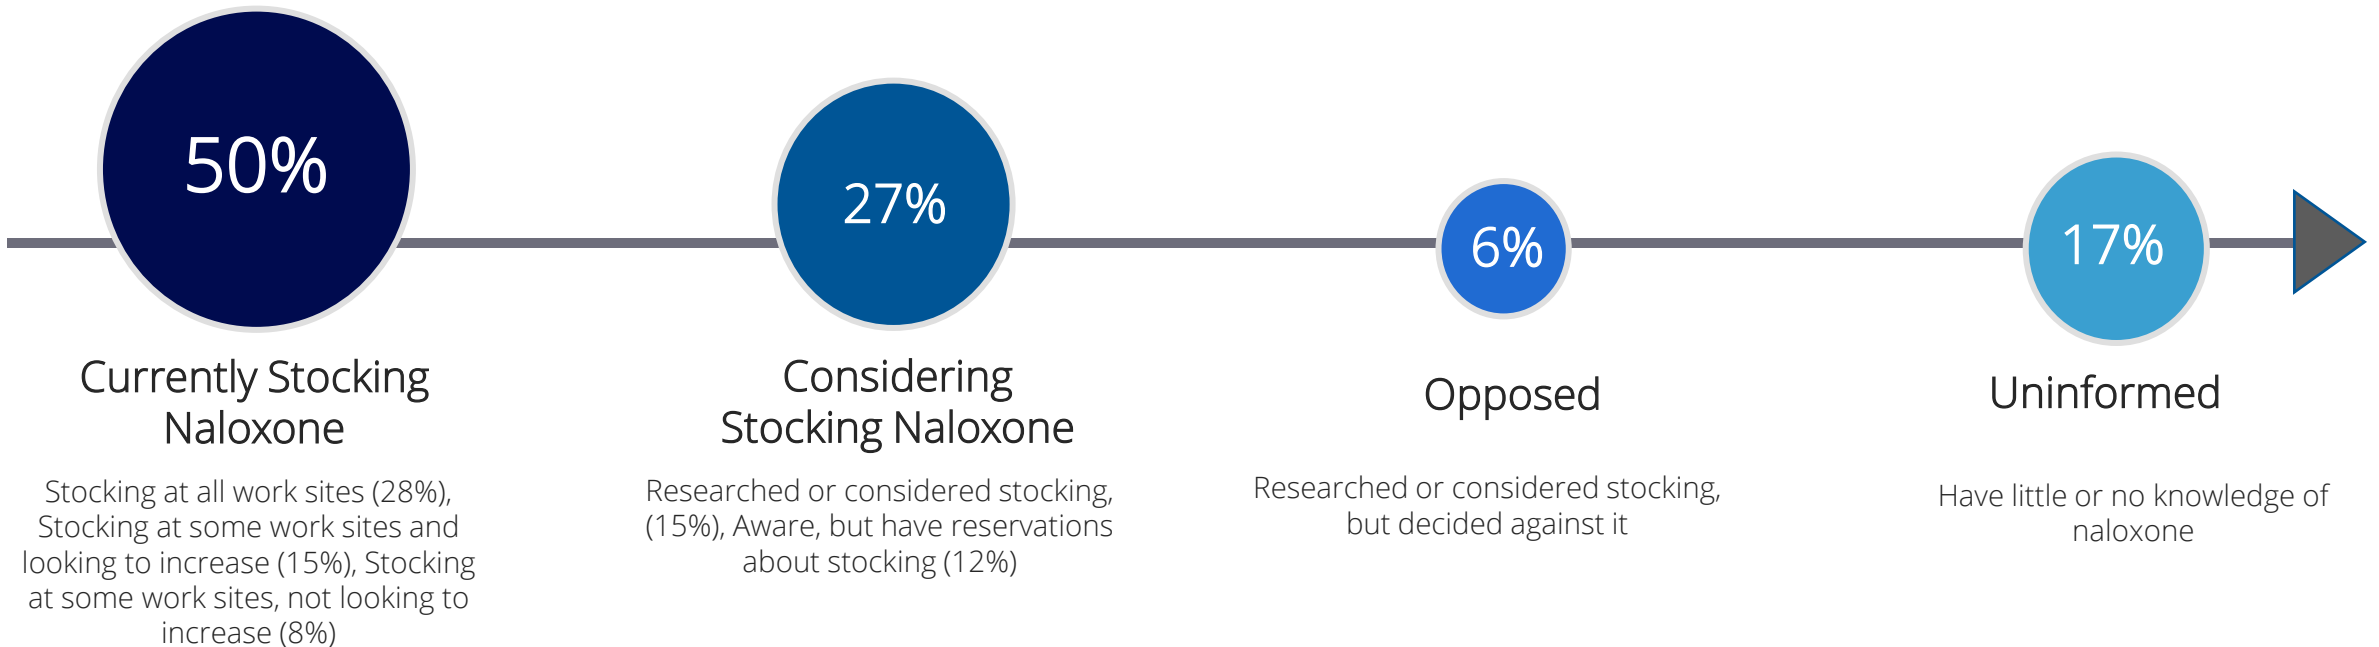 50%
Currently Stocking
Naloxone
Stocking at all work sites (28%),
Stocking at some work sites and
looking to increase (15%), Stocking
at some work sites, not looking to
increase (8%)
27%
Considering
Stocking Naloxone
Researched or considered stocking,
(15%), Aware, but have reservations
about stocking (12%)
6%
Opposed
Researched or considered stocking,
but decided against it
17%
Uninformed
Have little or no knowledge of
naloxone